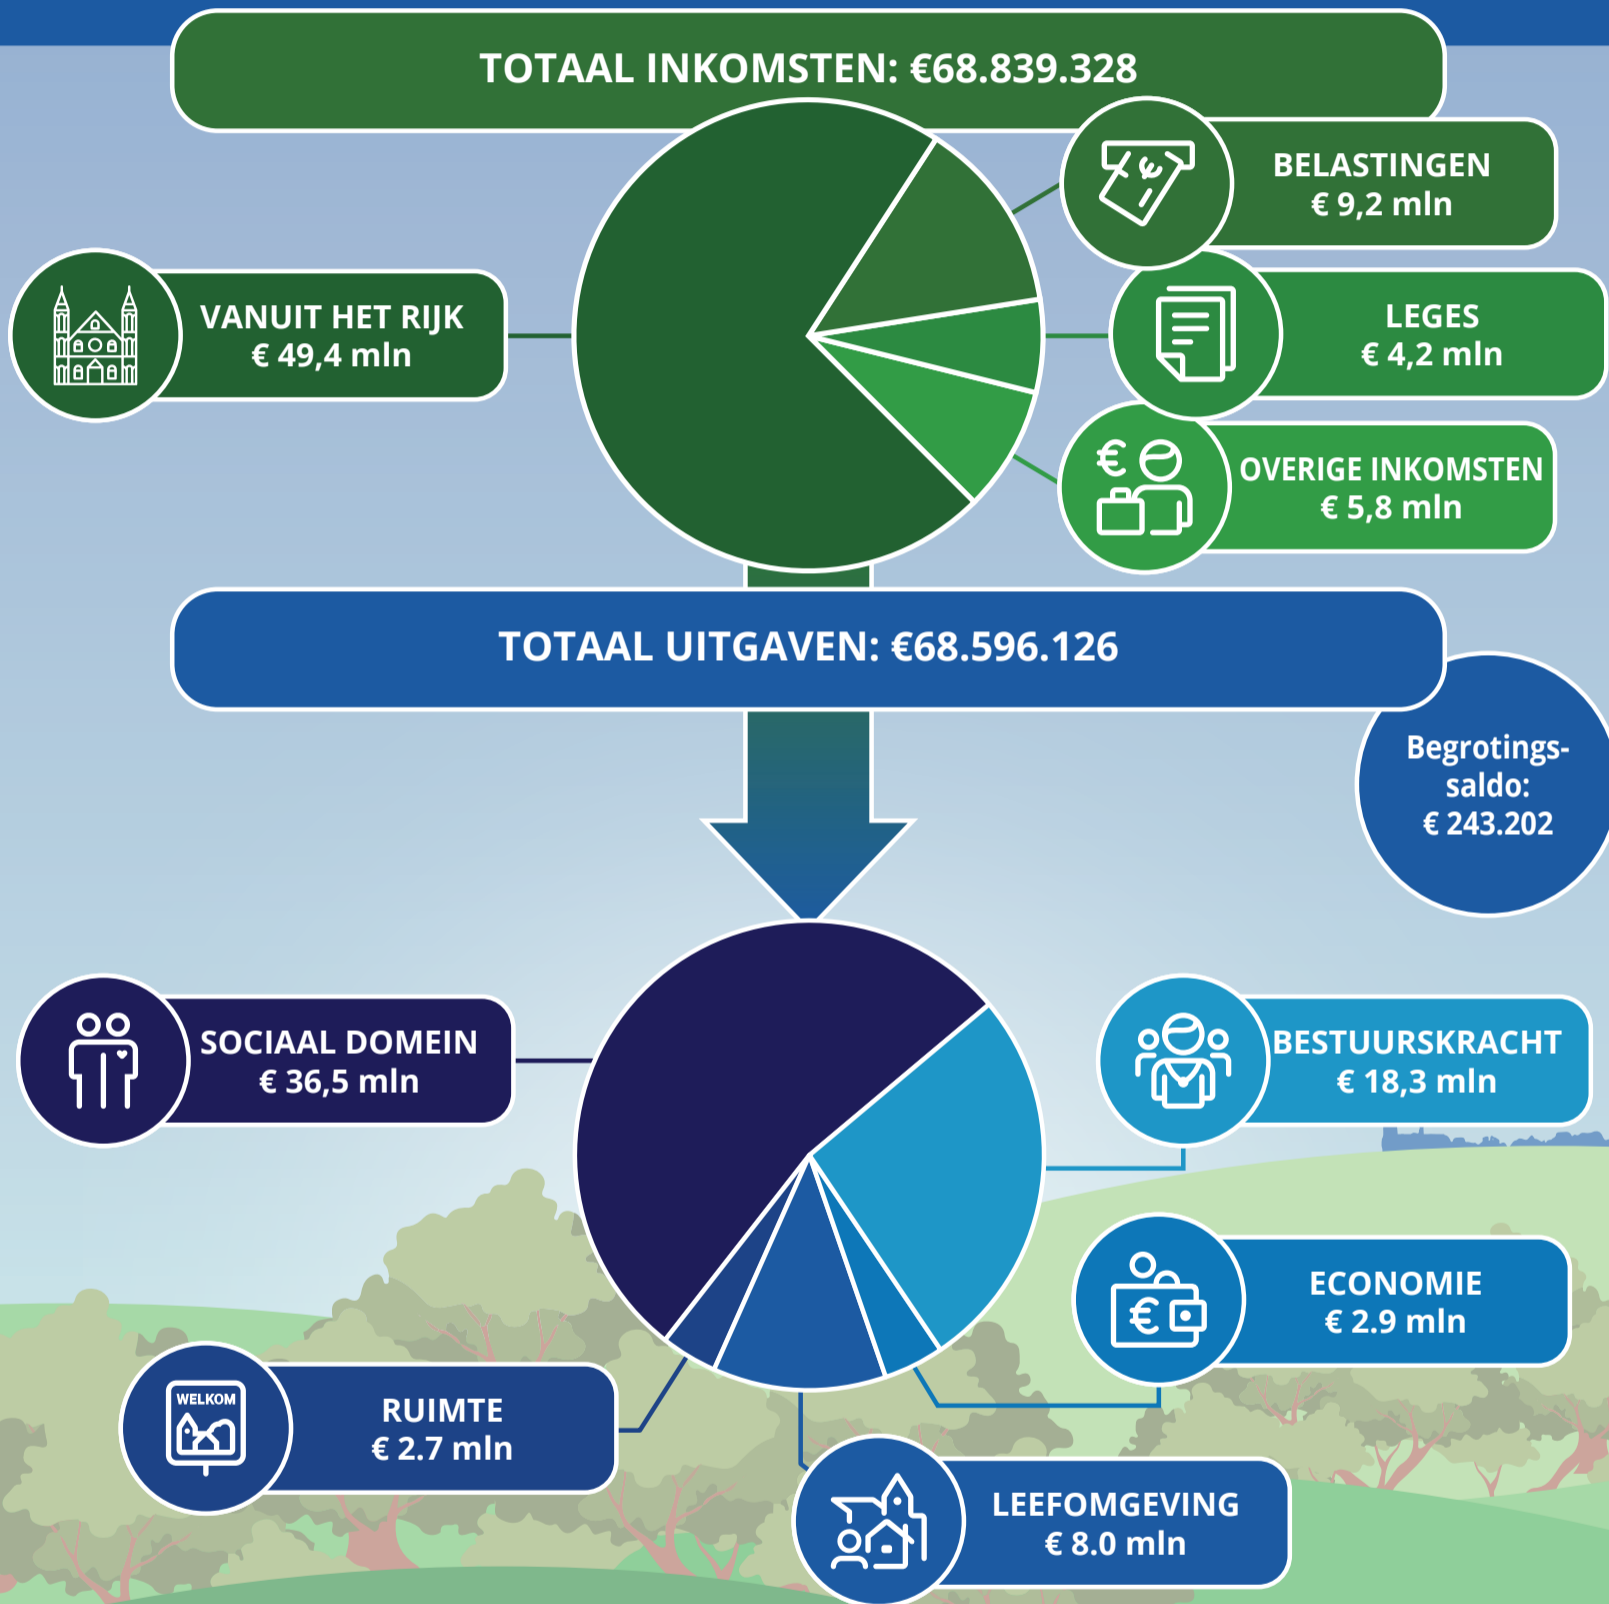 TOTAAL INKOMSTEN: €68.839.328
BELASTINGEN
€ 9,2 mln
VANUIT HET RIJK
€ 49,4 mln
LEGES
€ 4,2 mln
€
OVERIGE INKOMSTEN
€ 5,8 mln
TOTAAL UITGAVEN: €68.596.126
Begrotings-
saldo:
€ 243.202
SOCIAAL DOMEIN
€ 36,5 mln
BESTUURSKRACHT
€ 18,3 mln
€
ECONOMIE
€ 2.9 mln
WELKOM
RUIMTE
€ 2.7 mln
LEEFOMGEVING
€ 8.0 mln